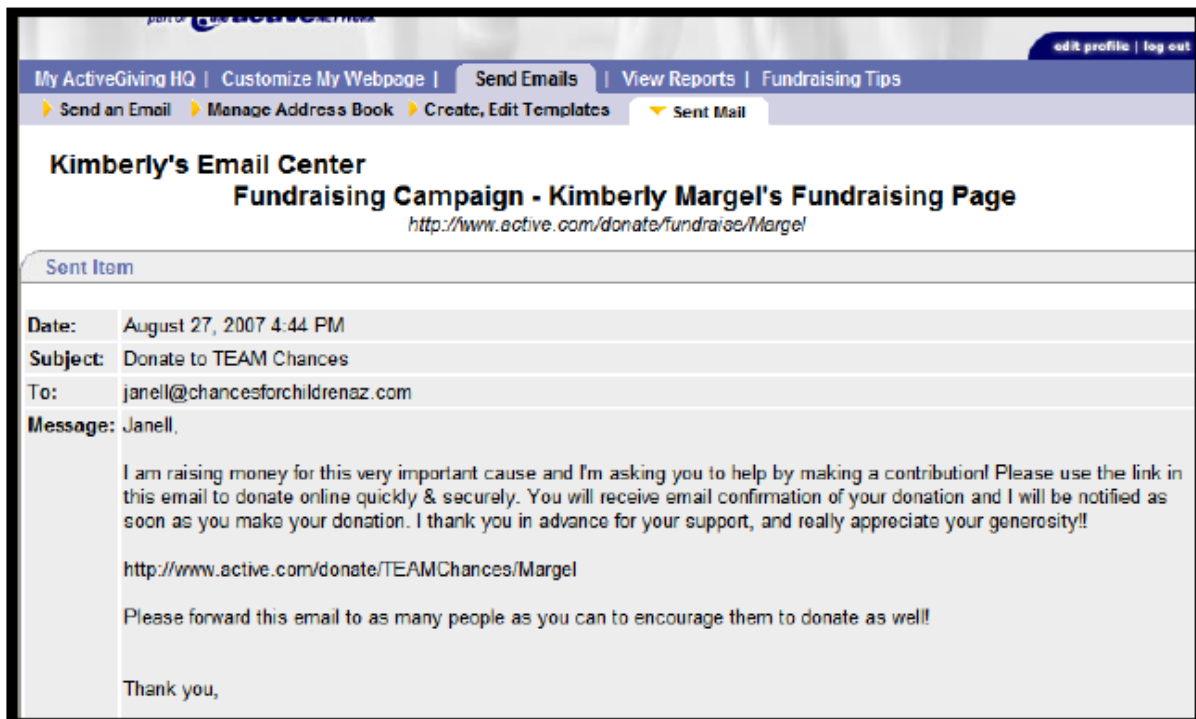 part of the active NETWORK
edit profile | log out
My ActiveGiving HQ | Customize My Webpage | Send Emails | View Reports | Fundraising Tips
Send an Email Manage Address Book Create, Edit Templates Sent Mail
Kimberly's Email Center
Fundraising Campaign - Kimberly Margel's Fundraising Page
http://www.active.com/donate/fundraise/Margel
Sent Item
Date: August 27, 2007 4:44 PM
Subject: Donate to TEAM Chances
To: janell@chancesforchildrenaz.com
Message: Janell,
I am raising money for this very important cause and I'm asking you to help by making a contribution! Please use the link in
this email to donate online quickly & securely. You will receive email confirmation of your donation and I will be notified as
soon as you make your donation. I thank you in advance for your support, and really appreciate your generosity!!
http://www.active.com/donate/TEAMChances/Margel
Please forward this email to as many people as you can to encourage them to donate as well!
Thank you,